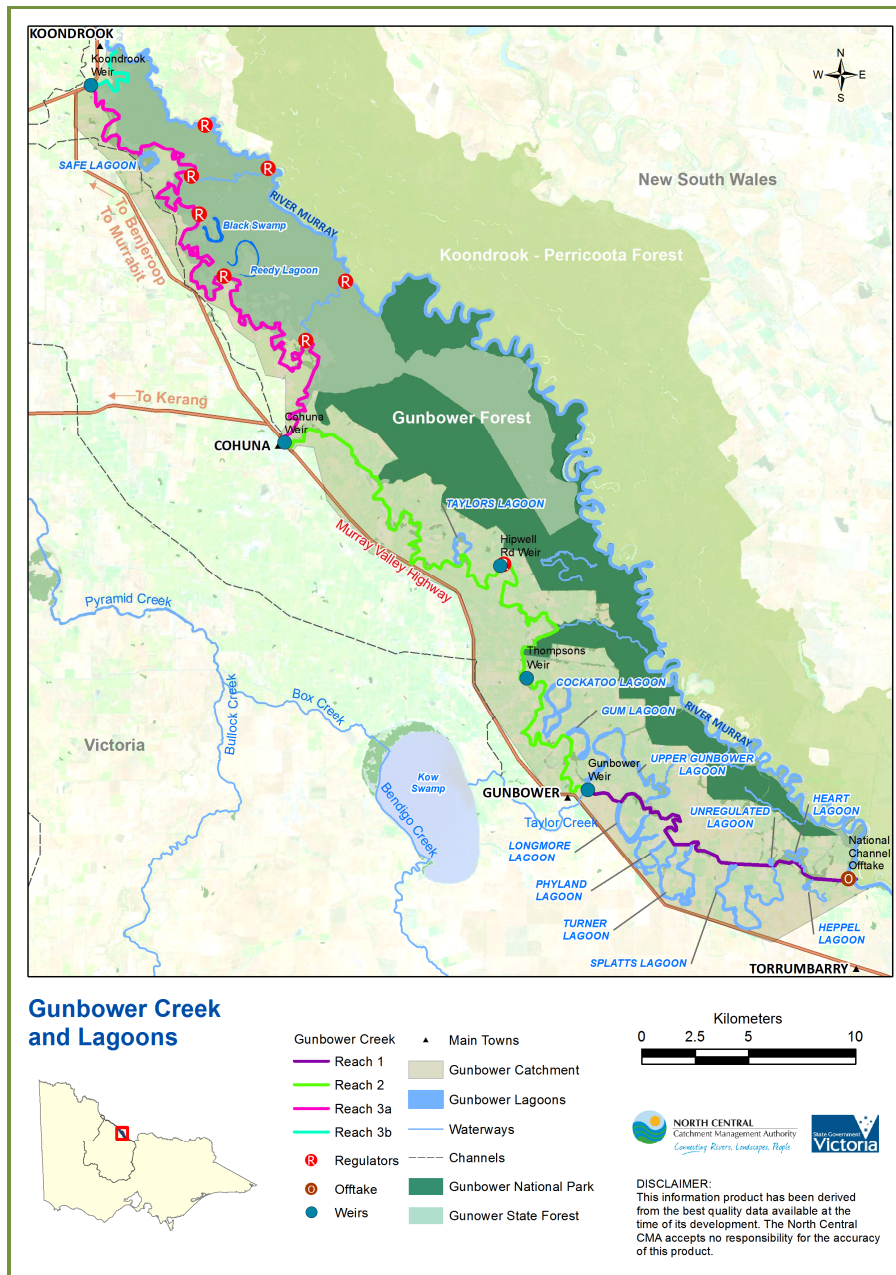 KOONDROOK
Koondrook
Weir
N
W
E
S
R
SAFE LAGOON
R
R
New South Wales
RIVER MURRAY
To Benjeroop
To Murrabit
R
Black Swamp
Koondrook - Perricoota Forest
Reedy Lagoon
R
R
R
To Kerang
Gunbower Forest
Cohuna
Weir
COHUNA
TAYLORS LAGOON
Murray Valley Highway
Hipwell
Rd Weir
Pyramid Creek
Thompsons
Weir
COCKATOO LAGOON
Bullock Creek
Box Creek
GUM LAGOON
RIVER MURRAY
Victoria
Kow
Swamp
Bendigo Creek
Gunbower
Weir
UPPER GUNBOWER
LAGOON
GUNBOWER
HEART
LAGOON
UNREGULATED
LAGOON
Taylor Creek
LONGMORE
LAGOON
National
Channel
Offtake
O
PHYLAND
LAGOON
TURNER
LAGOON
HEPPEL
LAGOON
SPLATTS LAGOON
TORRUMBARRY
Gunbower Creek
and Lagoons
Gunbower Creek
Reach 1
Reach 2
Reach 3a
Reach 3b
R Regulators
O Offtake
Weirs
Main Towns
Gunbower Catchment
Gunbower Lagoons
Waterways
Channels
Gunbower National Park
Gunower State Forest
Kilometers
0 2.5 5 10
NORTH CENTRAL
Catchment Management Authority
Connecting Rivers, Landscapes, People
State Government
Victoria
DISCLAIMER:
This information product has been derived
from the best quality data available at the
time of its development. The North Central
CMA accepts no responsibility for the accuracy
of this product.